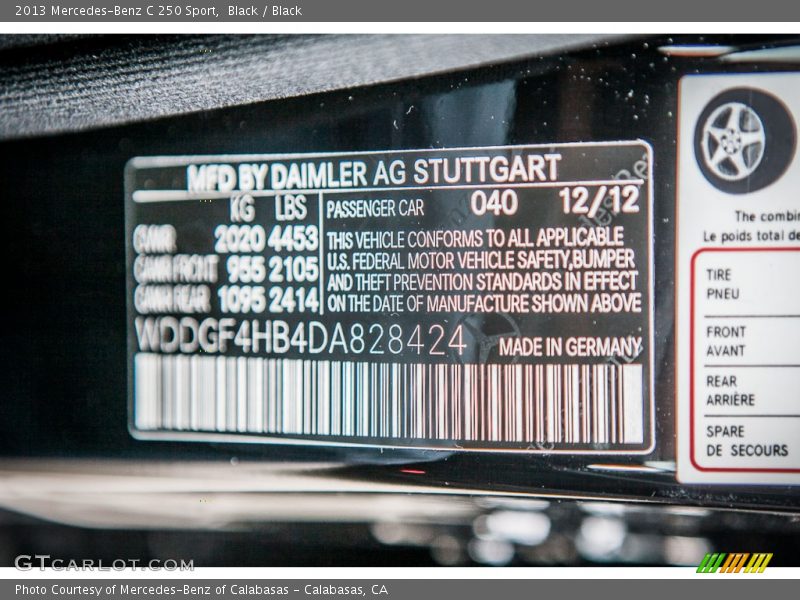 2013 Mercedes-Benz C 250 Sport, Black / Black
MFD BY DAIMLER AG STUTTGART
KG LBS
GVWR 2020 4453
GAWR FRONT 955 2105
GAWR REAR 1095 2414
PASSENGER CAR 040 12/12
THIS VEHICLE CONFORMS TO ALL APPLICABLE
U.S. FEDERAL MOTOR VEHICLE SAFETY,BUMPER
AND THEFT PREVENTION STANDARDS IN EFFECT
ON THE DATE OF MANUFACTURE SHOWN ABOVE
WDDGF4HB4DA828424
MADE IN GERMANY
The combin
Le poids total de
TIRE
PNEU
FRONT
AVANT
REAR
ARRIÈRE
SPARE
DE SECOURS
GTCARLOT.COM
Photo Courtesy of Mercedes-Benz of Calabasas - Calabasas, CA